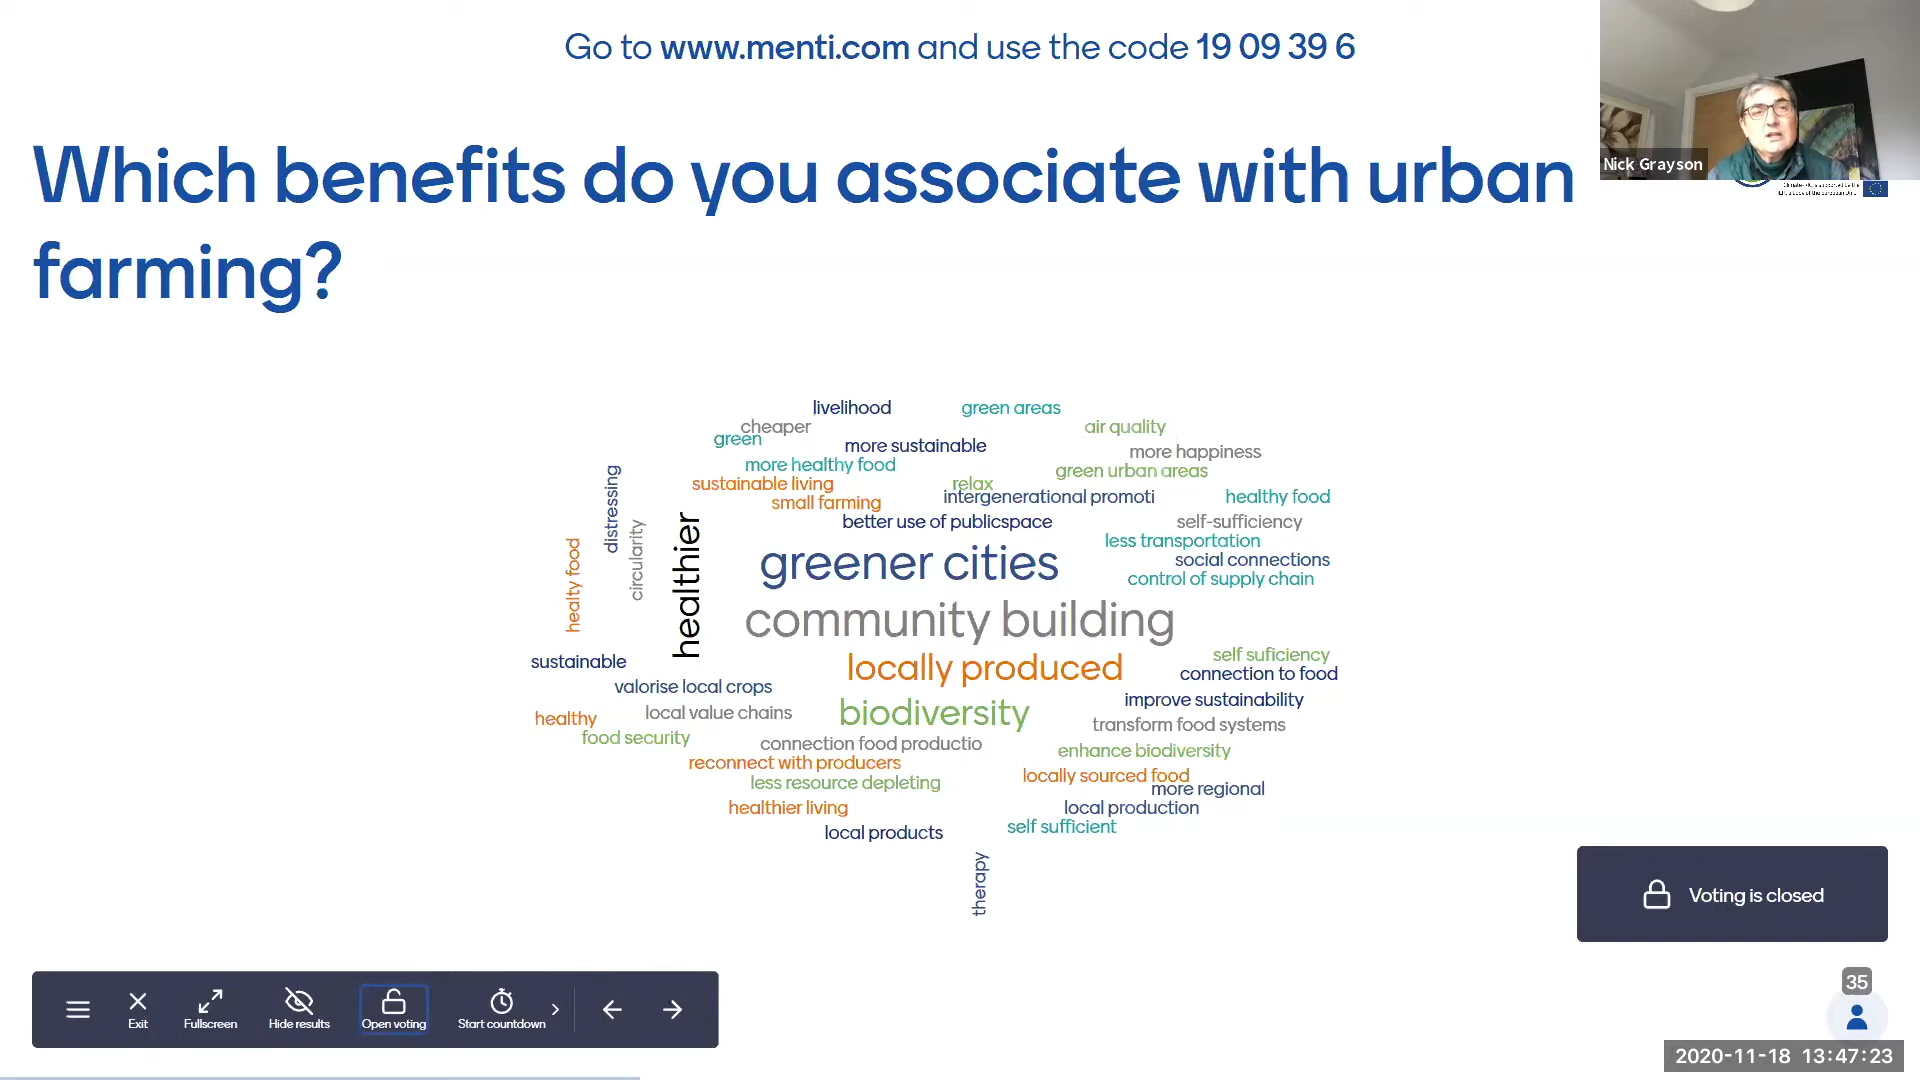 Go to www.menti.com and use the code 19 09 39 6
Nick Grayson
Which benefits do you associate with urban
farming?
livelihood
green areas
cheaper
air quality
green
more sustainable
more happiness
more healthy food
green urban areas
sustainable living
relax
small farming
intergenerational promoti
healthy food
distressing
better use of publicspace
self-sufficiency
circularity
healthier
less transportation
healty food
greener cities
social connections
control of supply chain
community building
sustainable
locally produced
self suficiency
connection to food
valorise local crops
improve sustainability
local value chains
biodiversity
healthy
transform food systems
food security
connection food productio
enhance biodiversity
reconnect with producers
locally sourced food
less resource depleting
more regional
healthier living
local production
local products
self sufficient
therapy
Voting is closed
Exit
Fullscreen
Hide results
Open voting
Start countdown
35
2020-11-18 13:47:23